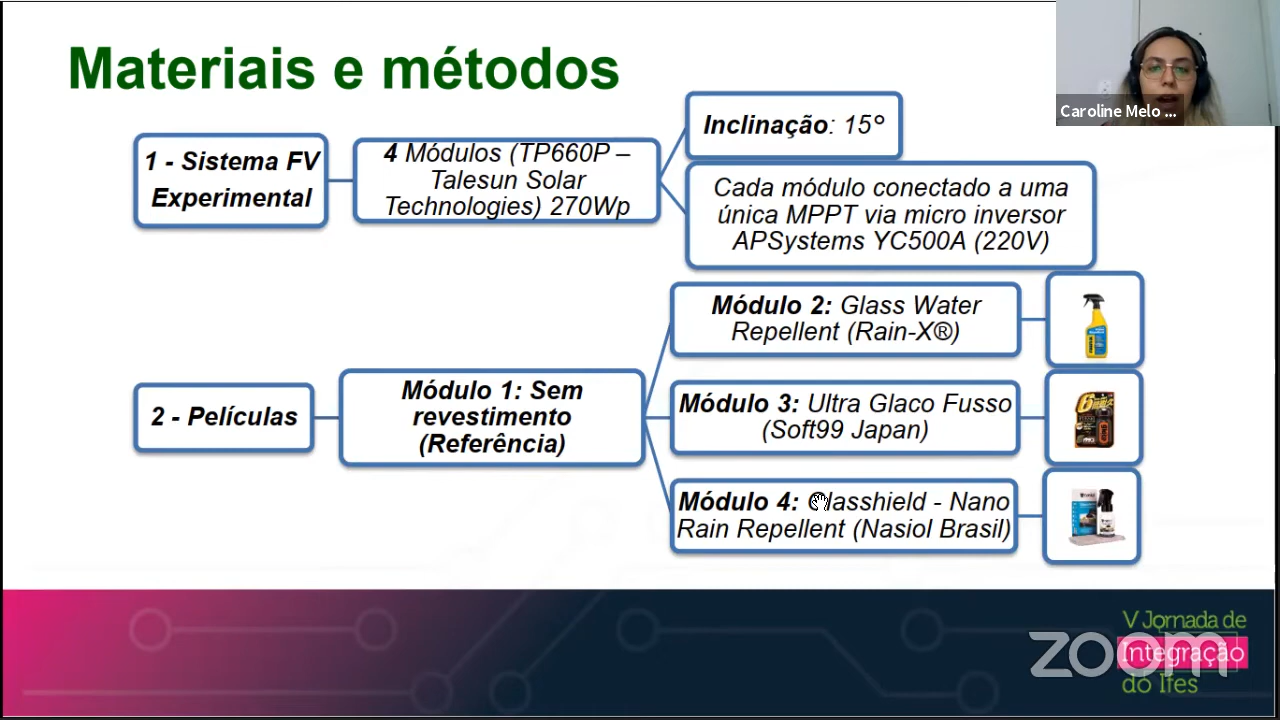 Materiais e métodos
Caroline Melo ...
1 - Sistema FV
Experimental
4 Módulos (TP660P –
Talesun Solar
Technologies) 270Wp
Inclinação: 15°
Cada módulo conectado a uma
única MPPT via micro inversor
APSystems YC500A (220V)
2 - Películas
Módulo 1: Sem
revestimento
(Referência)
Módulo 2: Glass Water
Repellent (Rain-X®)
Módulo 3: Ultra Glaco Fusso
(Soft99 Japan)
Módulo 4: Glasshield - Nano
Rain Repellent (Nasiol Brasil)
V Jornada de
Integração
do Ifes
zoom